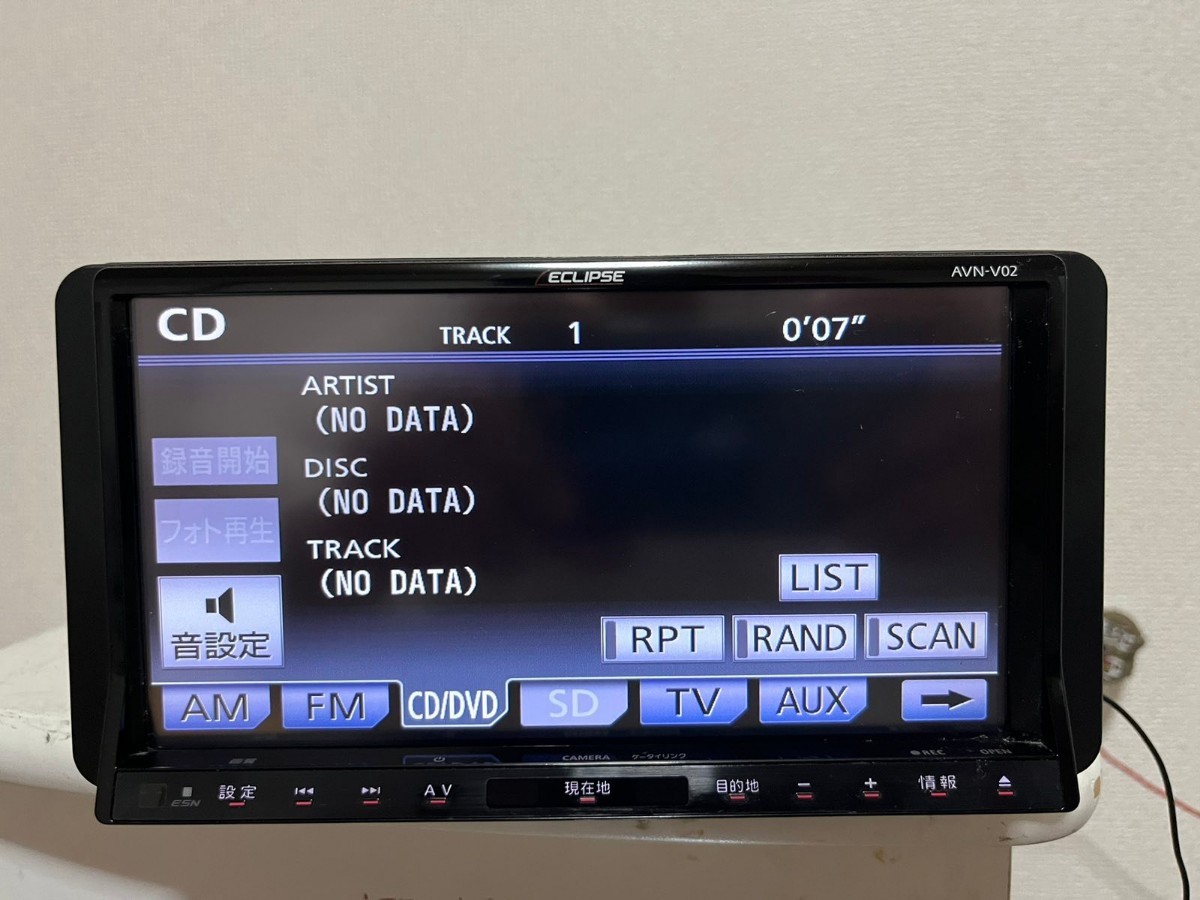 ECLIPSE
AVN-V02
CD
TRACK 1 0'07"
ARTIST
(NO DATA)
録音開始
DISC
(NO DATA)
フォト再生
TRACK
(NO DATA)
LIST
音設定
RPT RAND SCAN
AM FM CD/DVD SD TV AUX
CAMERA ケータイリンク
REC OPEN
ESN 設定 AV 現在地 目的地 − + 情報